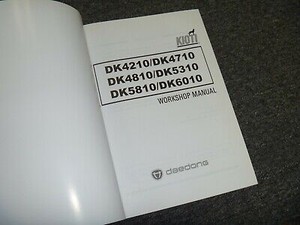 KIOTI
DK4210/DK4710
DK4810/DK5310
DK5810/DK6010
WORKSHOP MANUAL
daedong